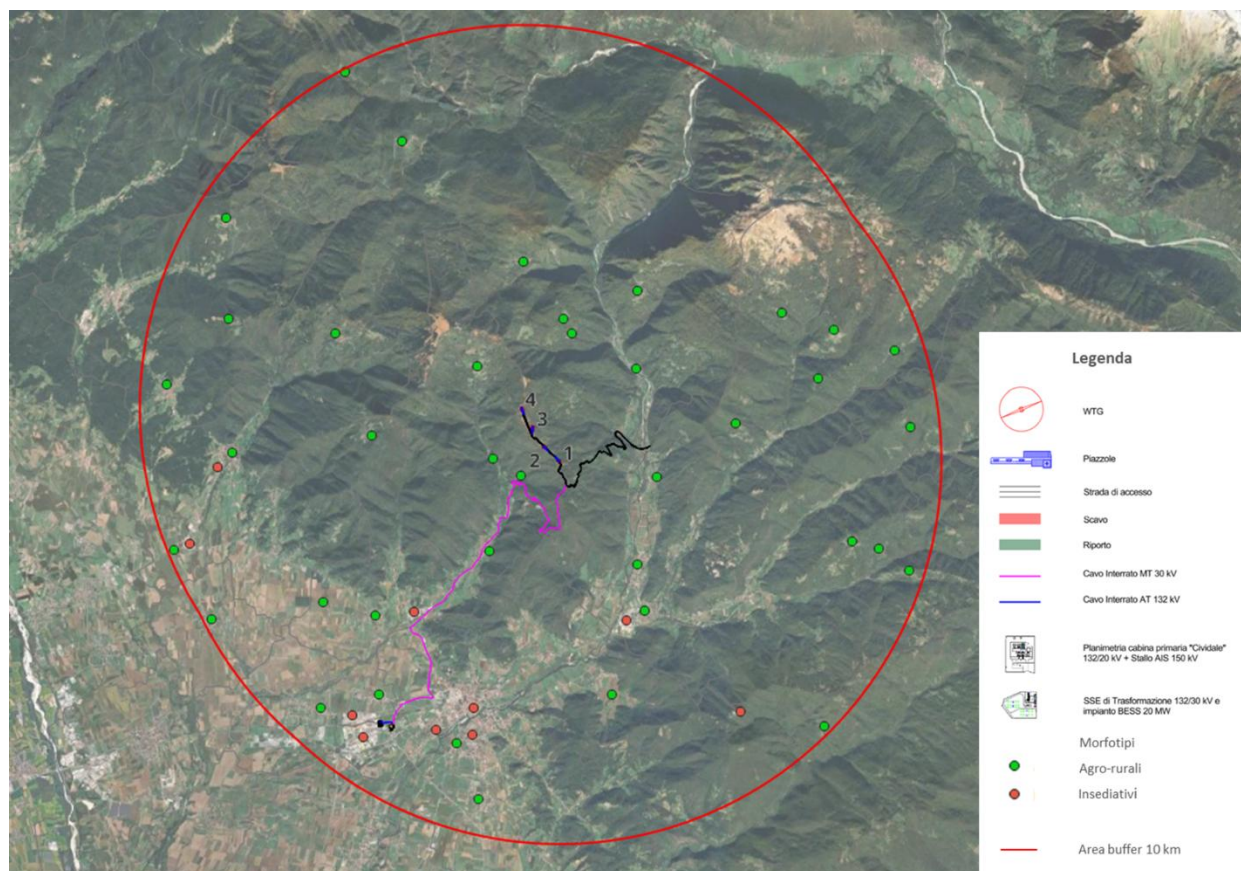 4
3
2
1
Legenda
WTG
Piazzole
Strada di accesso
Scavo
Riporto
Cavo Interrato MT 30 kV
Cavo Interrato AT 132 kV
Planimetria cabina primaria "Cividale"
132/20 kV + Stallo AIS 150 kV
SSE di Trasformazione 132/30 kV e
impianto BESS 20 MW
Morfotipi
Agro-rurali
Insediativi
Area buffer 10 km